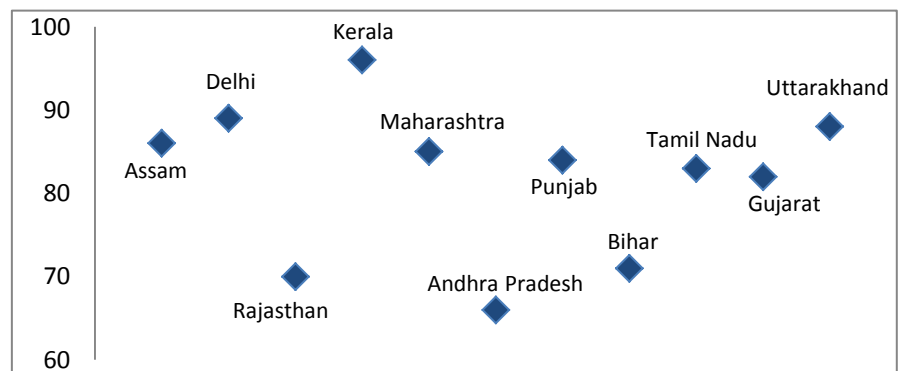 100
Kerala
Delhi
Uttarakhand
90
Maharashtra
Tamil Nadu
Assam
Punjab
80
Gujarat
Bihar
70
Andhra Pradesh
Rajasthan
60